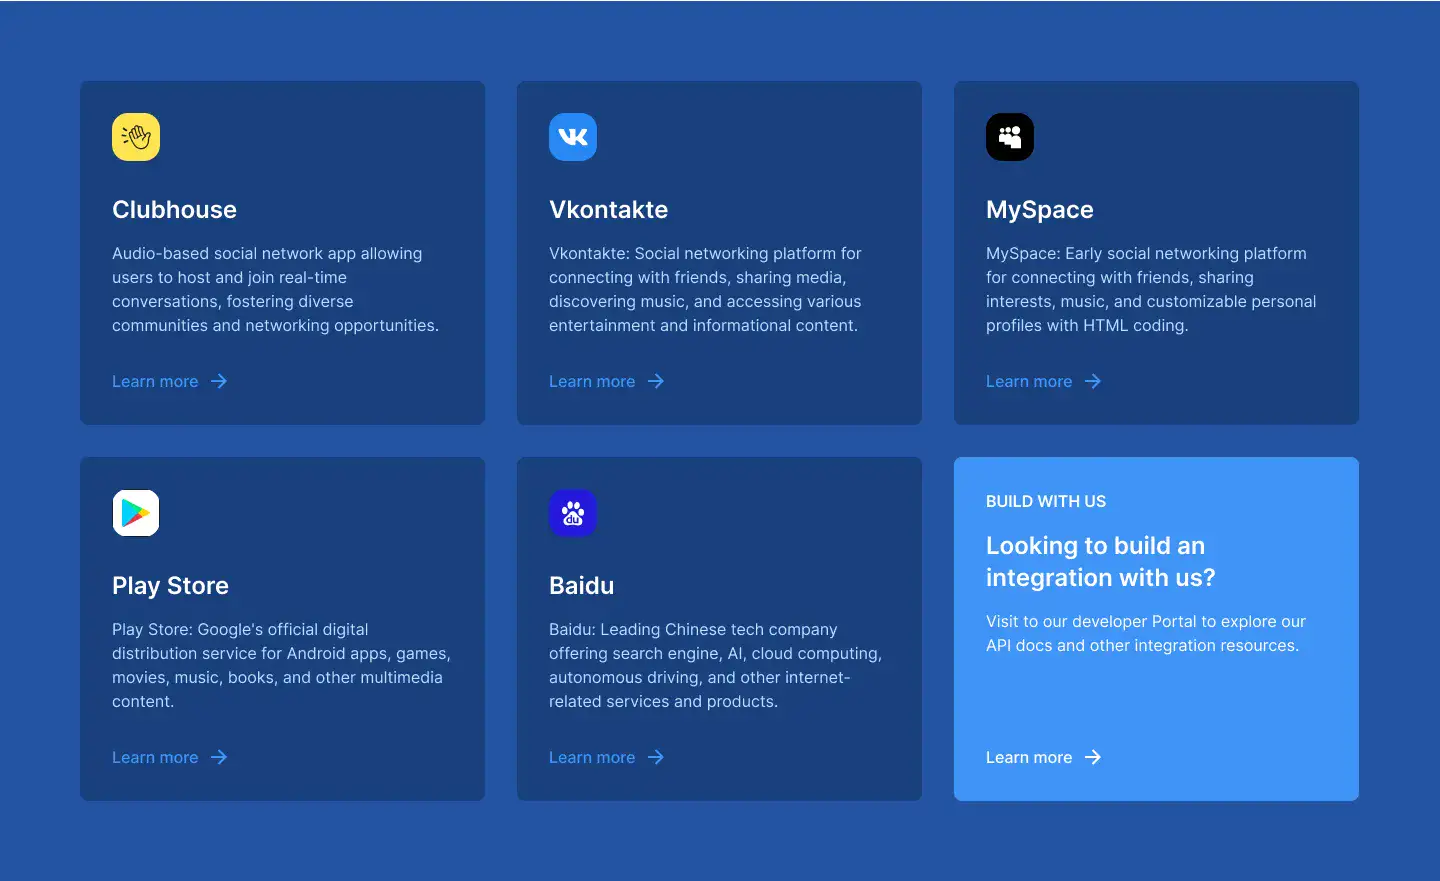 Clubhouse
Audio-based social network app allowing
users to host and join real-time
conversations, fostering diverse
communities and networking opportunities.
Learn more
VK
Vkontakte
Vkontakte: Social networking platform for
connecting with friends, sharing media,
discovering music, and accessing various
entertainment and informational content.
Learn more
MySpace
MySpace: Early social networking platform
for connecting with friends, sharing
interests, music, and customizable personal
profiles with HTML coding.
Learn more
Play Store
Play Store: Google's official digital
distribution service for Android apps, games,
movies, music, books, and other multimedia
content.
Learn more
du
Baidu
Baidu: Leading Chinese tech company
offering search engine, AI, cloud computing,
autonomous driving, and other internet-
related services and products.
Learn more
BUILD WITH US
Looking to build an
integration with us?
Visit to our developer Portal to explore our
API docs and other integration resources.
Learn more